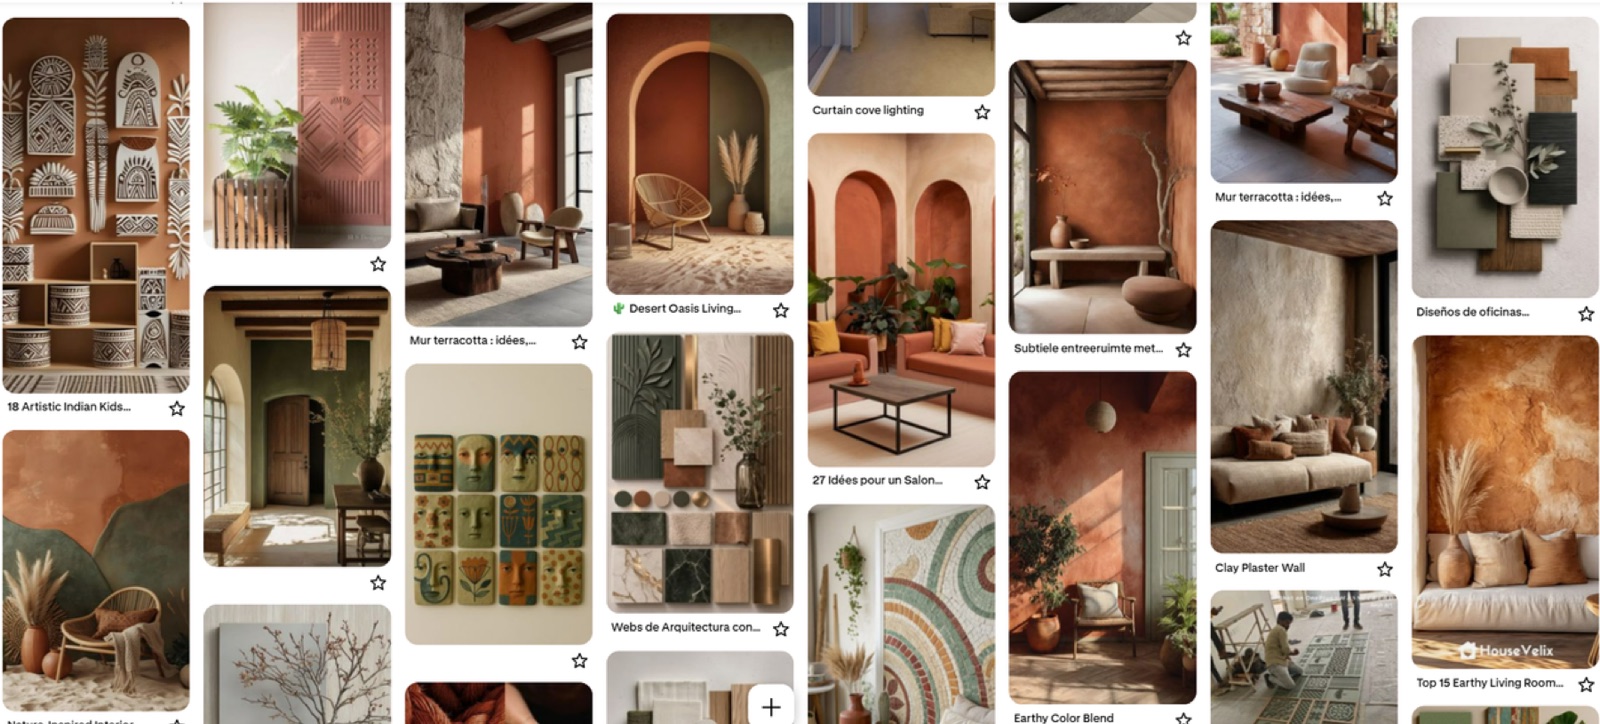 Curtain cove lighting
Mur terracotta : idées,...
Desert Oasis Living...
Diseños de oficinas...
Mur terracotta : idées,...
Subtiele entreeruimte met...
18 Artistic Indian Kids...
27 Idées pour un Salon...
Clay Plaster Wall
Webs de Arquitectura con...
HouseVelix
Top 15 Earthy Living Room...
Earthy Color Blend